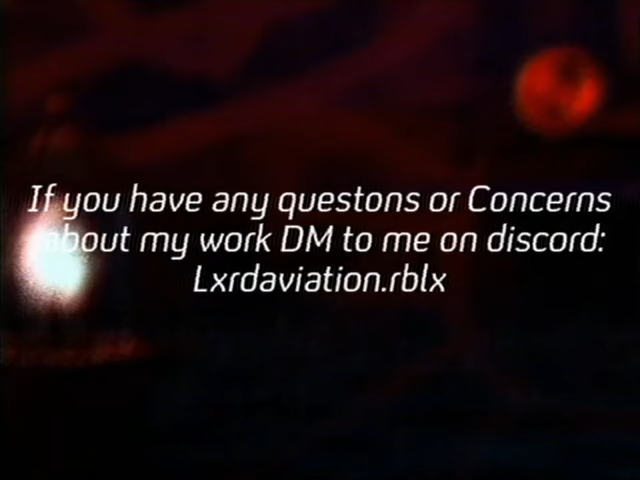 If you have any questons or Concerns
about my work DM to me on discord:
Lxrdaviation.rblx